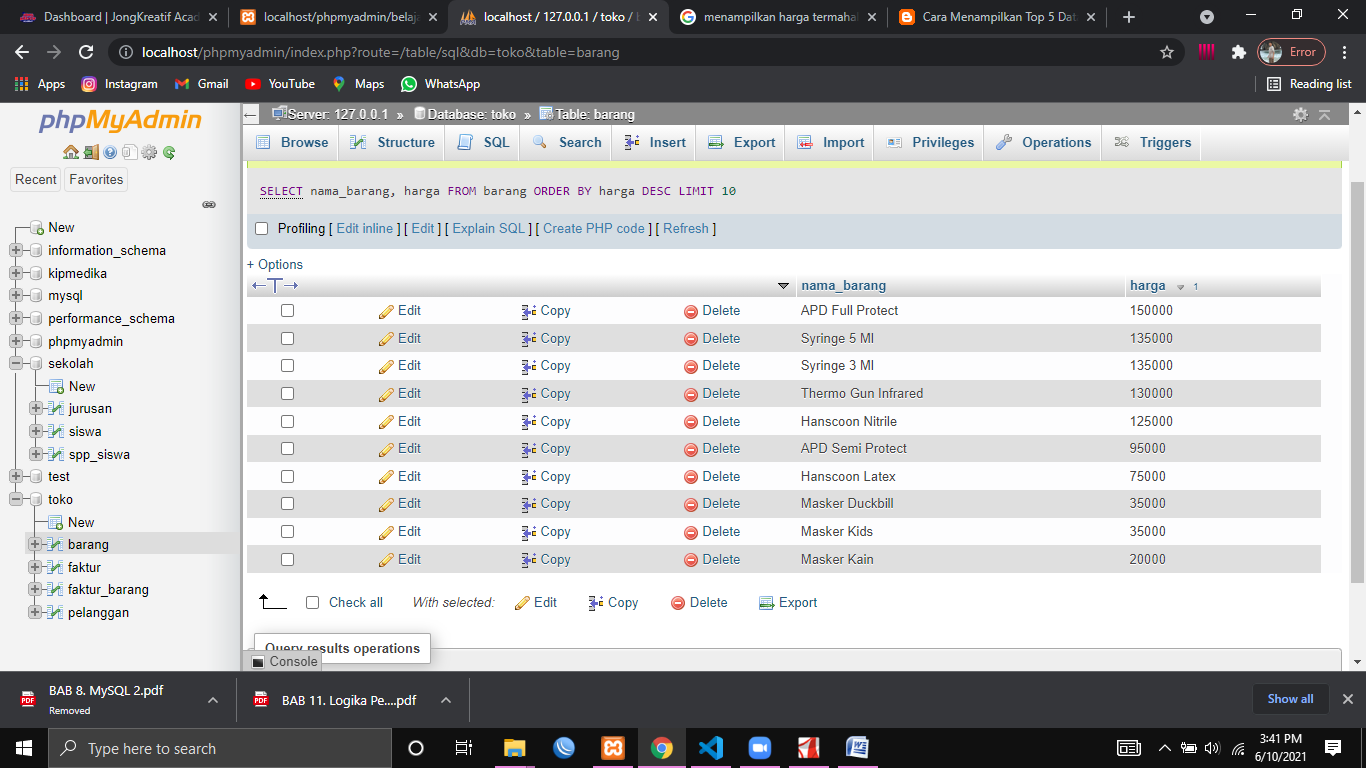 Dashboard | JongKreatif Acad
localhost/phpmyadmin/belaja
localhost / 127.0.0.1 / toko / b
menampilkan harga termahal
Cara Menampilkan Top 5 Dat
localhost/phpmyadmin/index.php?route=/table/sql&db=toko&table=barang
Error
Apps
Instagram
Gmail
YouTube
Maps
WhatsApp
Reading list
phpMyAdmin
Recent
Favorites
New
information_schema
kipmedika
mysql
performance_schema
phpmyadmin
sekolah
New
jurusan
siswa
spp_siswa
test
toko
New
barang
faktur
faktur_barang
pelanggan
Server: 127.0.0.1 » Database: toko » Table: barang
Browse
Structure
SQL
Search
Insert
Export
Import
Privileges
Operations
Triggers
SELECT nama_barang, harga FROM barang ORDER BY harga DESC LIMIT 10
Profiling [ Edit inline ] [ Edit ] [ Explain SQL ] [ Create PHP code ] [ Refresh ]
+ Options
nama_barang harga 1
Edit Copy Delete APD Full Protect 150000
Edit Copy Delete Syringe 5 Ml 135000
Edit Copy Delete Syringe 3 Ml 135000
Edit Copy Delete Thermo Gun Infrared 130000
Edit Copy Delete Hanscoon Nitrile 125000
Edit Copy Delete APD Semi Protect 95000
Edit Copy Delete Hanscoon Latex 75000
Edit Copy Delete Masker Duckbill 35000
Edit Copy Delete Masker Kids 35000
Edit Copy Delete Masker Kain 20000
Check all With selected: Edit Copy Delete Export
Query results operations
Console
BAB 8. MySQL 2.pdf
Removed
BAB 11. Logika Pe....pdf
Show all
Type here to search
3:41 PM
6/10/2021